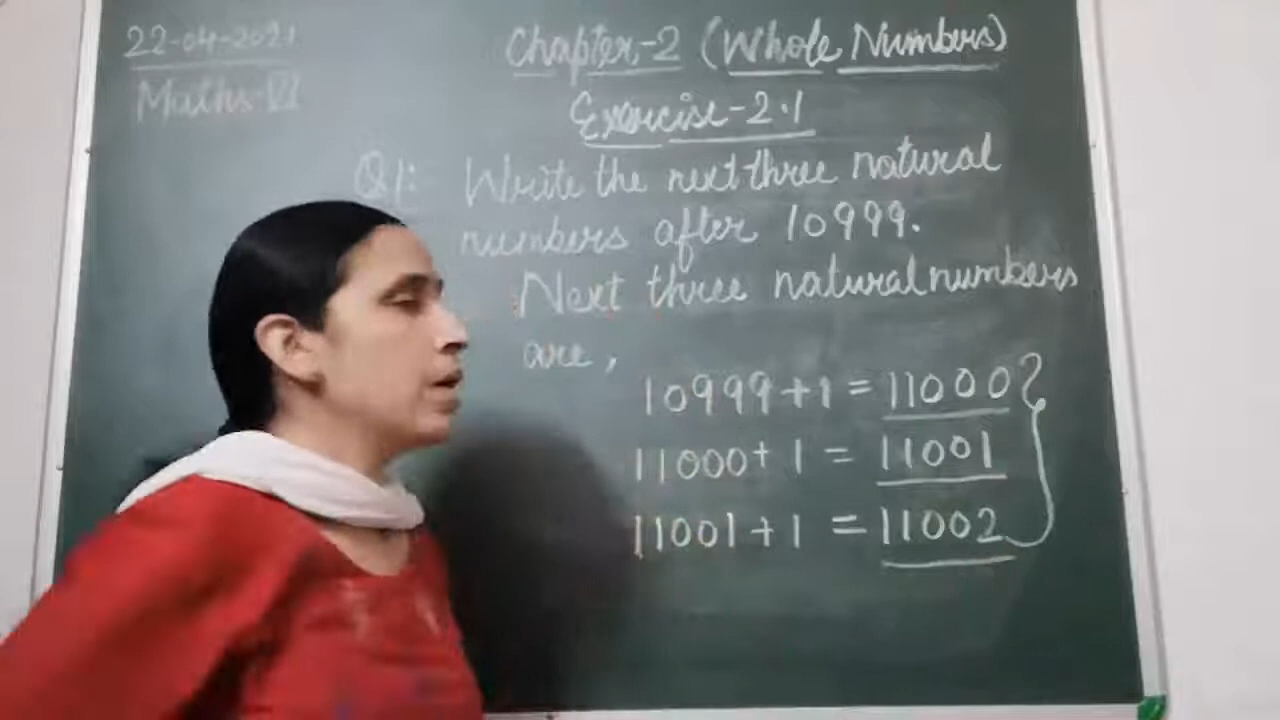 22-04-2021
Maths-VI
Chapter-2 (Whole Numbers)
Exercise-2.1
Q1: Write the next three natural
numbers after 10999.
Next three natural numbers
are,
10999+1 = 11000
11000+ 1 = 11001
11001+1 = 11002